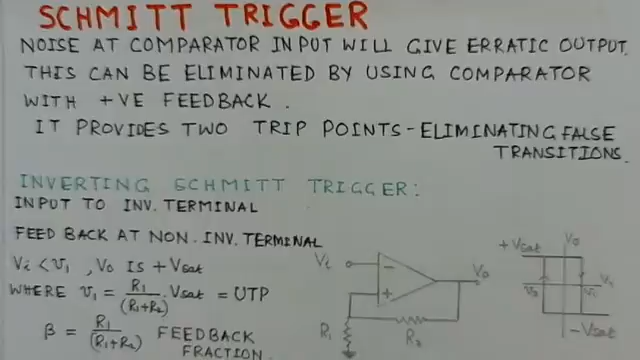 SCHMITT TRIGGER
NOISE AT COMPARATOR INPUT WILL GIVE ERRATIC OUTPUT.
THIS CAN BE ELIMINATED BY USING COMPARATOR
WITH +VE FEEDBACK.
IT PROVIDES TWO TRIP POINTS-ELIMINATING FALSE
TRANSITIONS.
INVERTING SCHMITT TRIGGER:
INPUT TO INV. TERMINAL
FEED BACK AT NON. INV. TERMINAL
Vi < V1, VO IS +Vsat
WHERE V1 = R1/(R1+R2) . Vsat = UTP
β = R1/(R1+R2) FEEDBACK
FRACTION.
Vi
-
+
VO
R1
R2
+Vsat
VO
V2
V1
-Vsat